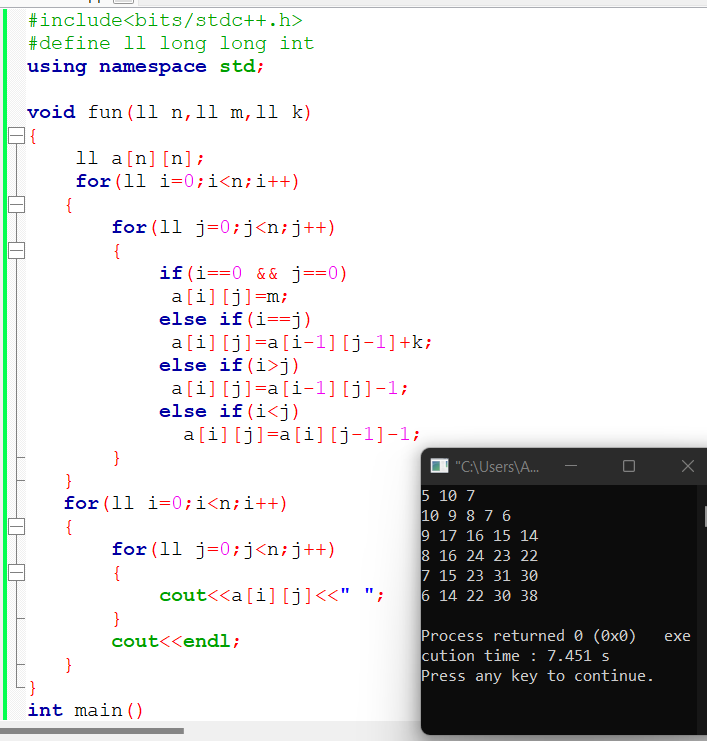 #include<bits/stdc++.h>
#define ll long long int
using namespace std;
void fun(ll n,ll m,ll k)
{
ll a[n][n];
for(ll i=0;i<n;i++)
{
for(ll j=0;j<n;j++)
{
if(i==0 && j==0)
a[i][j]=m;
else if(i==j)
a[i][j]=a[i-1][j-1]+k;
else if(i>j)
a[i][j]=a[i-1][j]-1;
else if(i<j)
a[i][j]=a[i][j-1]-1;
}
}
for(ll i=0;i<n;i++)
{
for(ll j=0;j<n;j++)
{
cout<<a[i][j]<<" ";
}
cout<<endl;
}
}
int main()
"C:\Users\A...
5 10 7
10 9 8 7 6
9 17 16 15 14
8 16 24 23 22
7 15 23 31 30
6 14 22 30 38
Process returned 0 (0x0)   exe
cution time : 7.451 s
Press any key to continue.